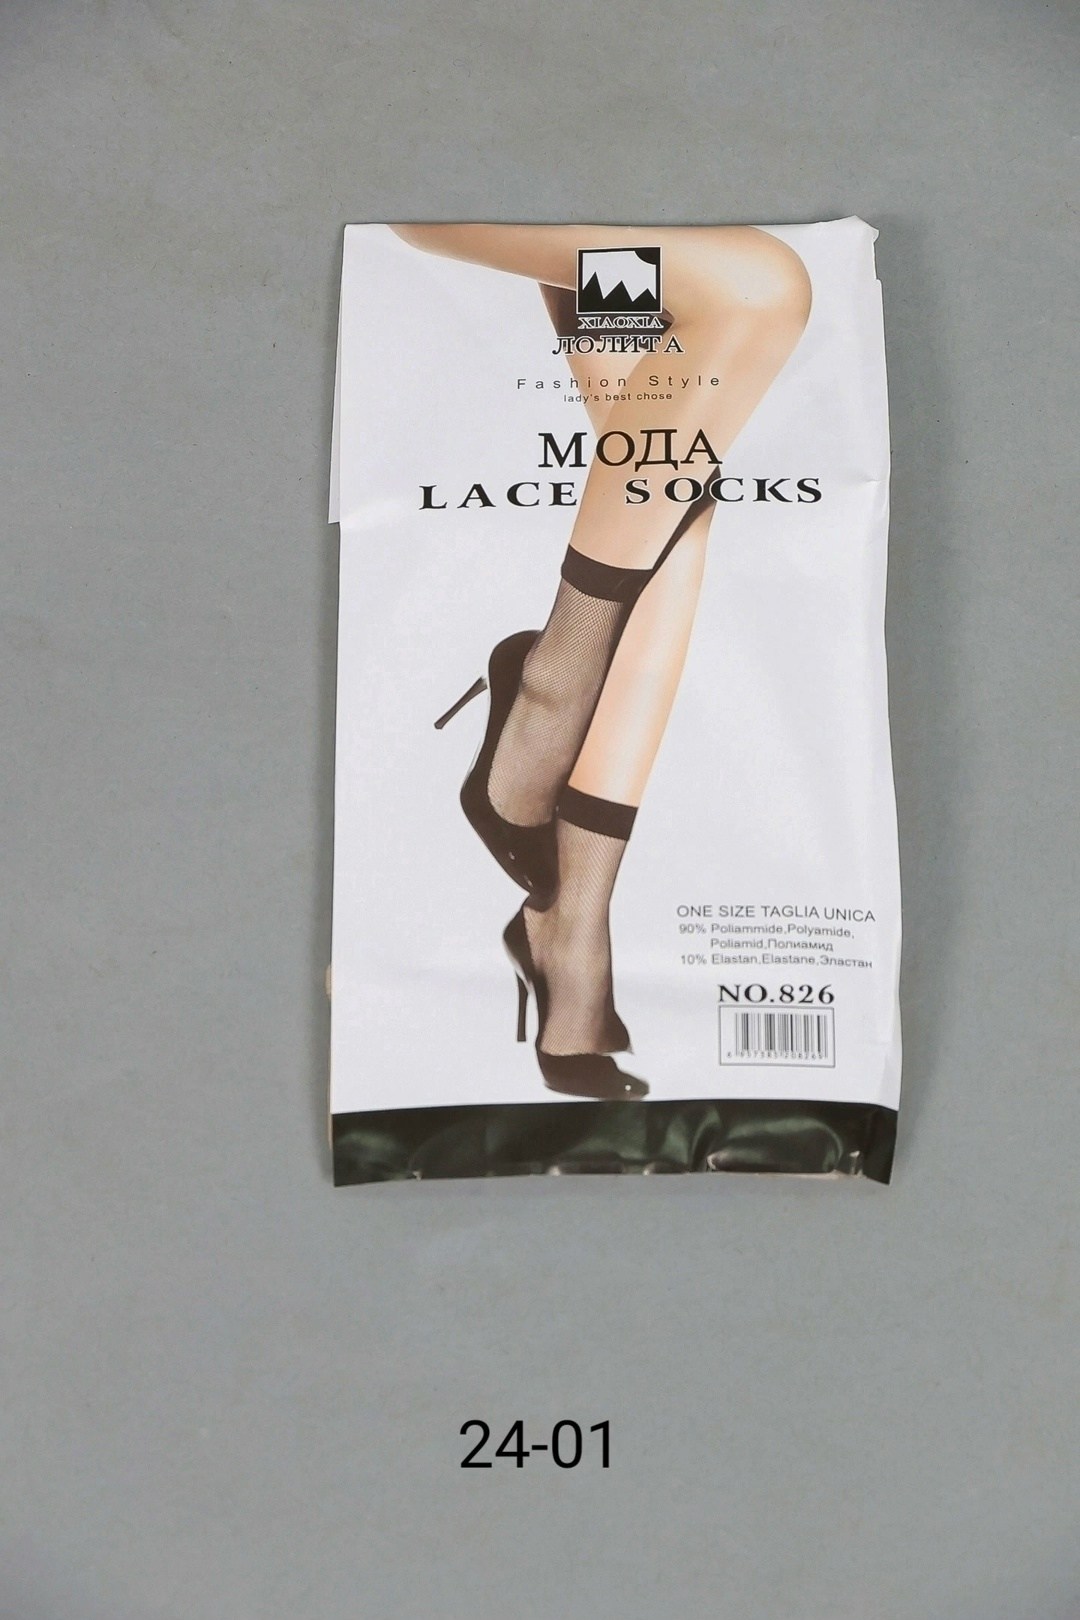 XIAOXIA
ЛОЛИТА
Fashion Style
lady's best chose
МОДА
LACE SOCKS
ONE SIZE TAGLIA UNICA
90% Poliammide,Polyamide,
Poliamid,Полиамид
10% Elastan,Elastane,Эластан
NO.826
24-01